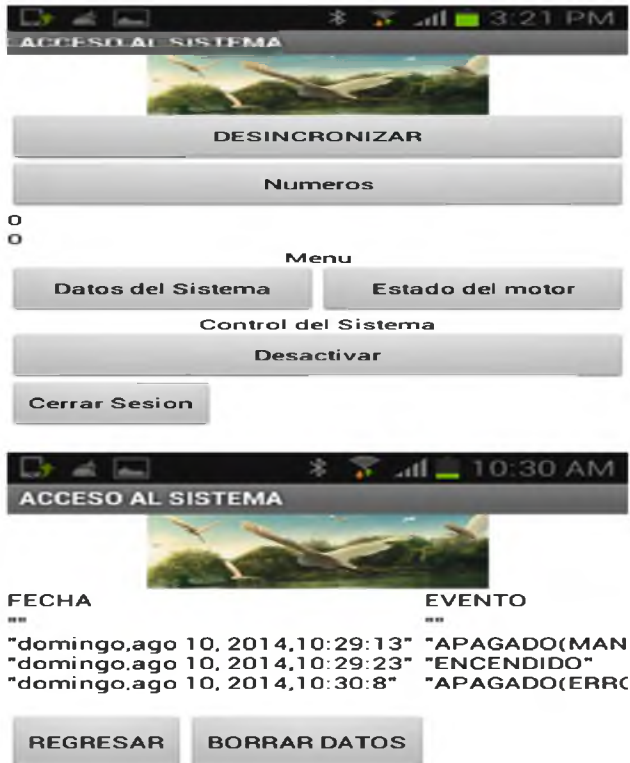 3:21 PM
ACCESO AL SISTEMA
DESINCRONIZAR
Numeros
0
0
Menu
Datos del Sistema Estado del motor
Control del Sistema
Desactivar
Cerrar Sesion
10:30 AM
ACCESO AL SISTEMA
FECHA EVENTO
"" ""
"domingo,ago 10, 2014,10:29:13" "APAGADO(MAN
"domingo,ago 10, 2014,10:29:23" "ENCENDIDO"
"domingo,ago 10, 2014,10:30:8" "APAGADO(ERRO
REGRESAR BORRAR DATOS